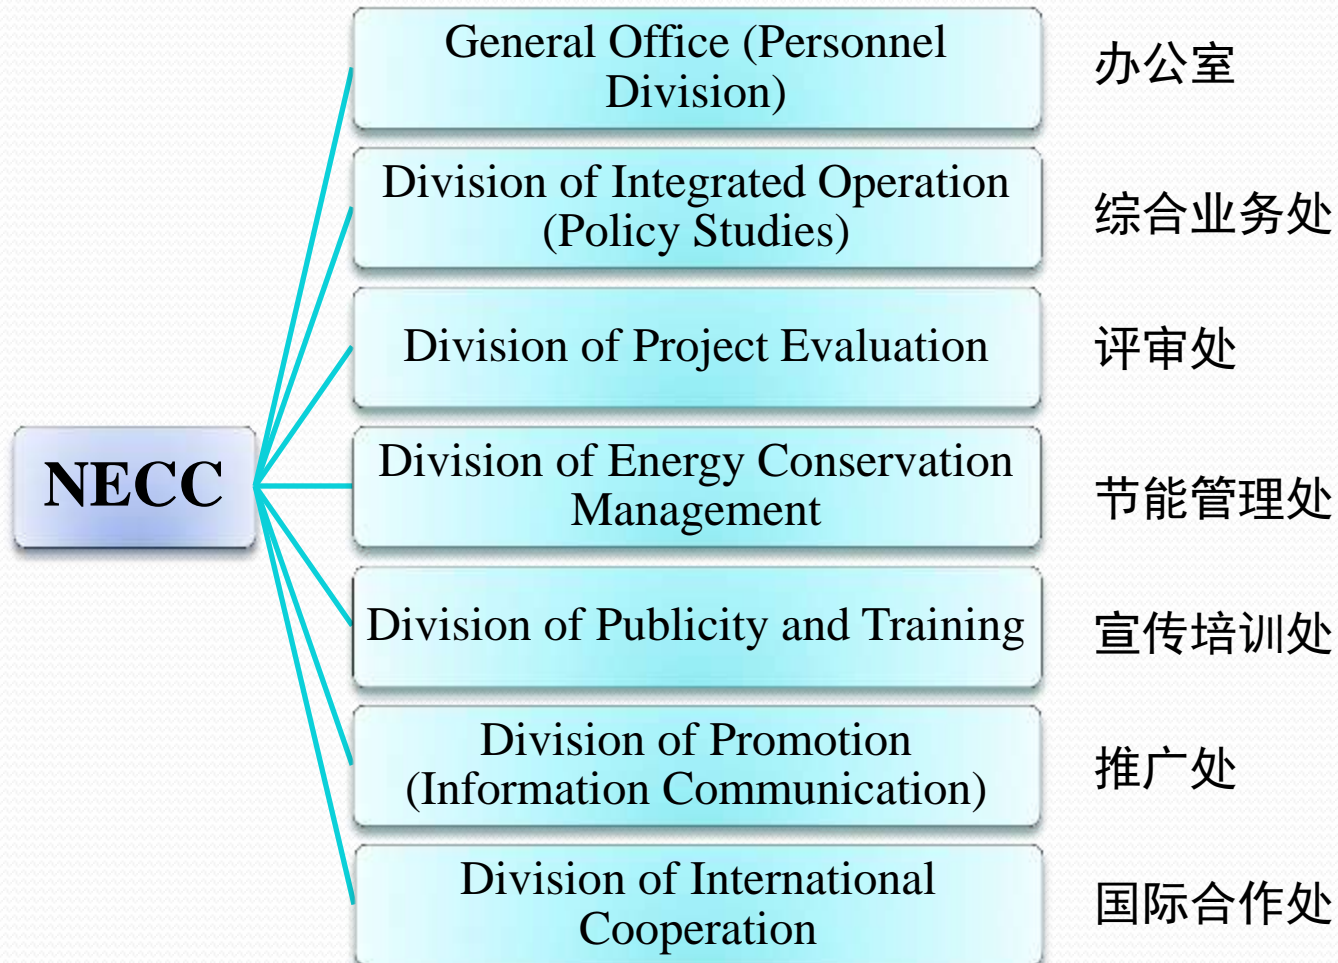 General Office (Personnel
Division)
办公室
Division of Integrated Operation
(Policy Studies)
综合业务处
Division of Project Evaluation
评审处
NECC
Division of Energy Conservation
Management
节能管理处
Division of Publicity and Training
宣传培训处
Division of Promotion
(Information Communication)
推广处
Division of International
Cooperation
国际合作处